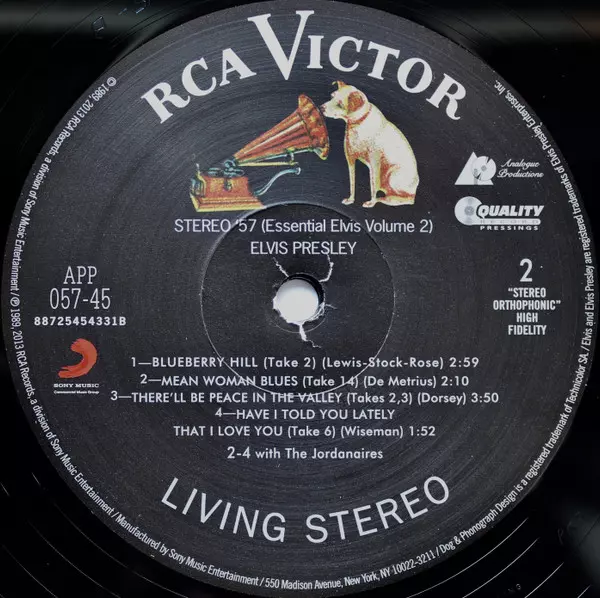 RCA VICTOR
Analogue
Productions
QUALITY
RECORD
PRESSINGS
STEREO '57 (Essential Elvis Volume 2)
ELVIS PRESLEY
APP
057-45
88725454331B
2
"STEREO
ORTHOPHONIC"
HIGH
FIDELITY
SONY MUSIC
Commercial Music Group
1—BLUEBERRY HILL (Take 2) (Lewis-Stock-Rose) 2:59
2—MEAN WOMAN BLUES (Take 14) (De Metrius) 2:10
3—THERE'LL BE PEACE IN THE VALLEY (Takes 2,3) (Dorsey) 3:50
4—HAVE I TOLD YOU LATELY
THAT I LOVE YOU (Take 6) (Wiseman) 1:52
2-4 with The Jordanaires
LIVING STEREO
© 1989, 2013 RCA Records, a division of Sony Music Entertainment / ℗ 1989, 2013 RCA Records, a division of Sony Music Entertainment / Manufactured by Sony Music Entertainment / 550 Madison Avenue, New York, NY 10022-3211 / Dog & Phonograph Design is a registered trademark of Technicolor SA. / Elvis and Elvis Presley are registered trademarks of Elvis Presley Enterprises, Inc.